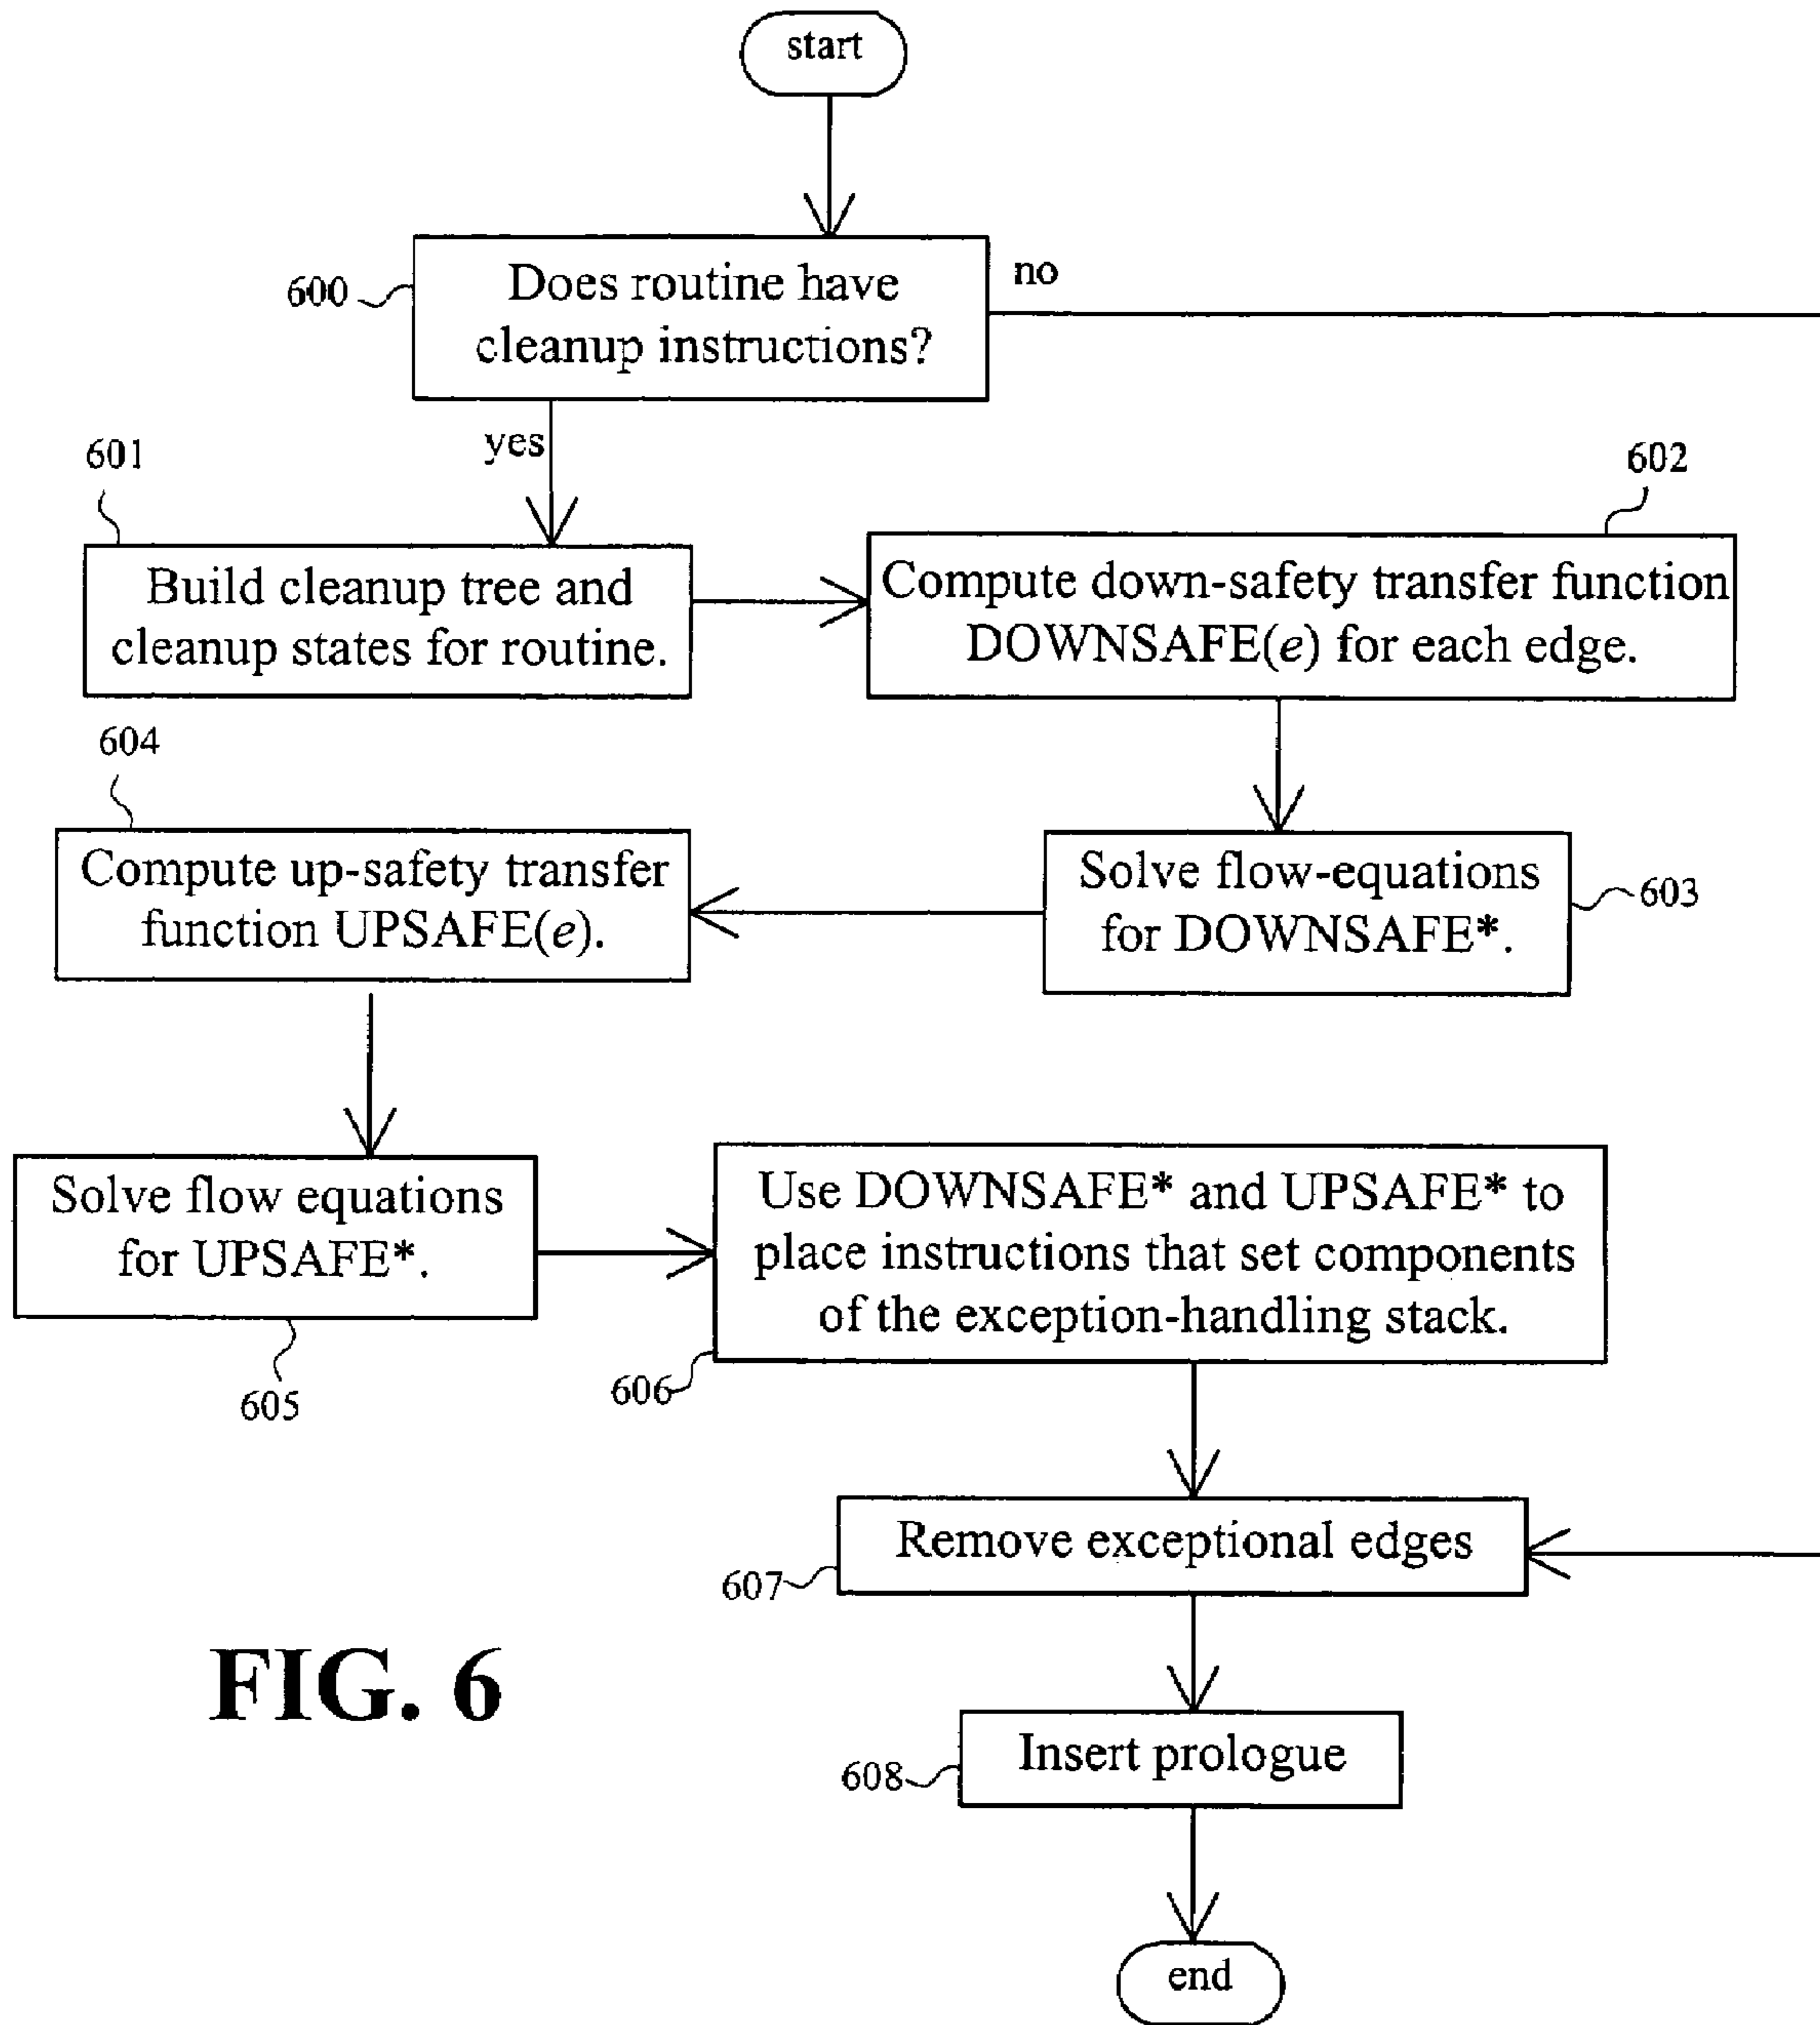 start
600
Does routine have
cleanup instructions?
no
yes
601
Build cleanup tree and
cleanup states for routine.
602
Compute down-safety transfer function
DOWNSAFE(e) for each edge.
604
Compute up-safety transfer
function UPSAFE(e).
Solve flow-equations
for DOWNSAFE*.
603
Solve flow equations
for UPSAFE*.
605
Use DOWNSAFE* and UPSAFE* to
place instructions that set components
of the exception-handling stack.
606
Remove exceptional edges
607
FIG. 6
Insert prologue
608
end